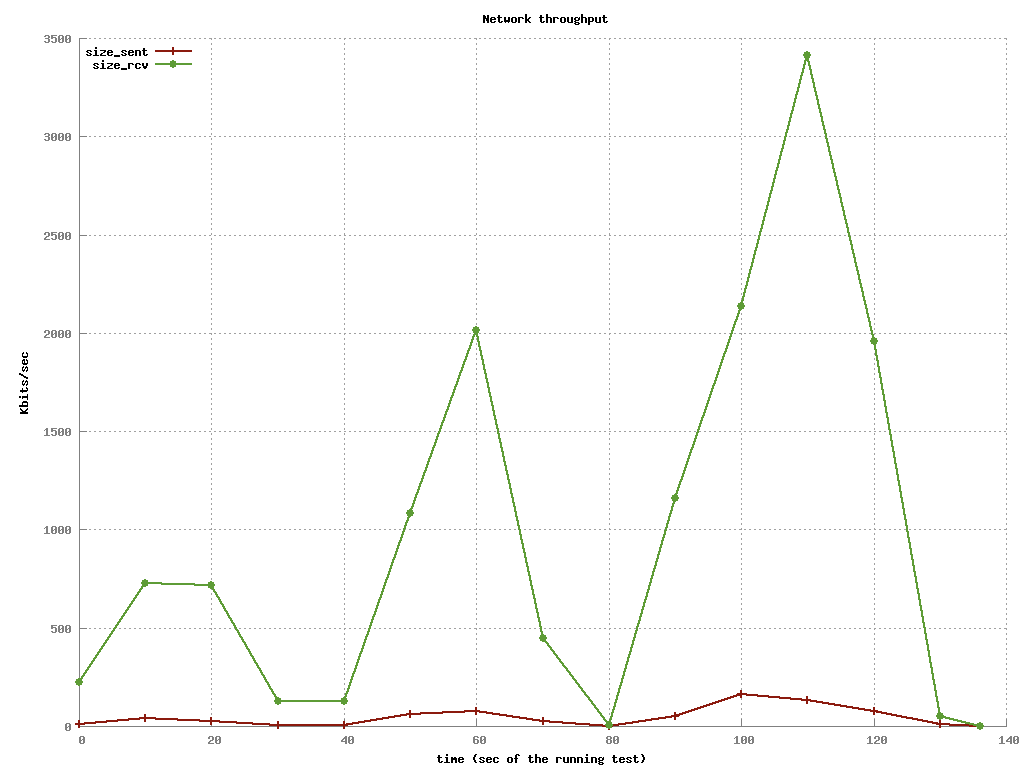 Network throughput
size_sent
size_rcv
3500
3000
2500
2000
1500
1000
500
0
Kbits/sec
0 20 40 60 80 100 120 140
time (sec of the running test)